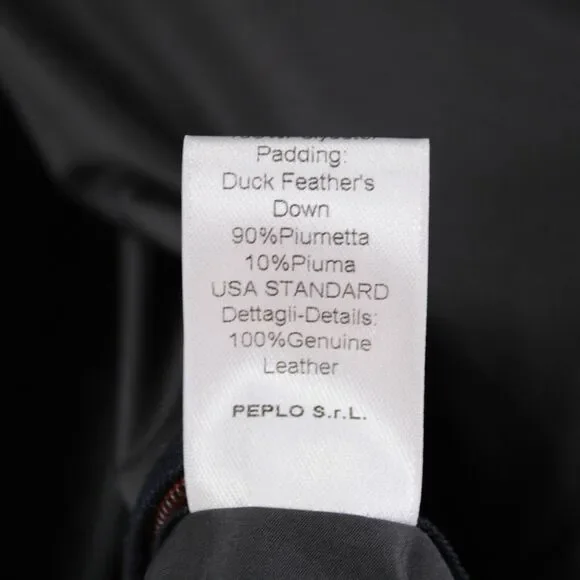 Padding:
Duck Feather's
Down
90%Piumetta
10%Piuma
USA STANDARD
Dettagli-Details:
100%Genuine
Leather
PEPLO S.r.L.